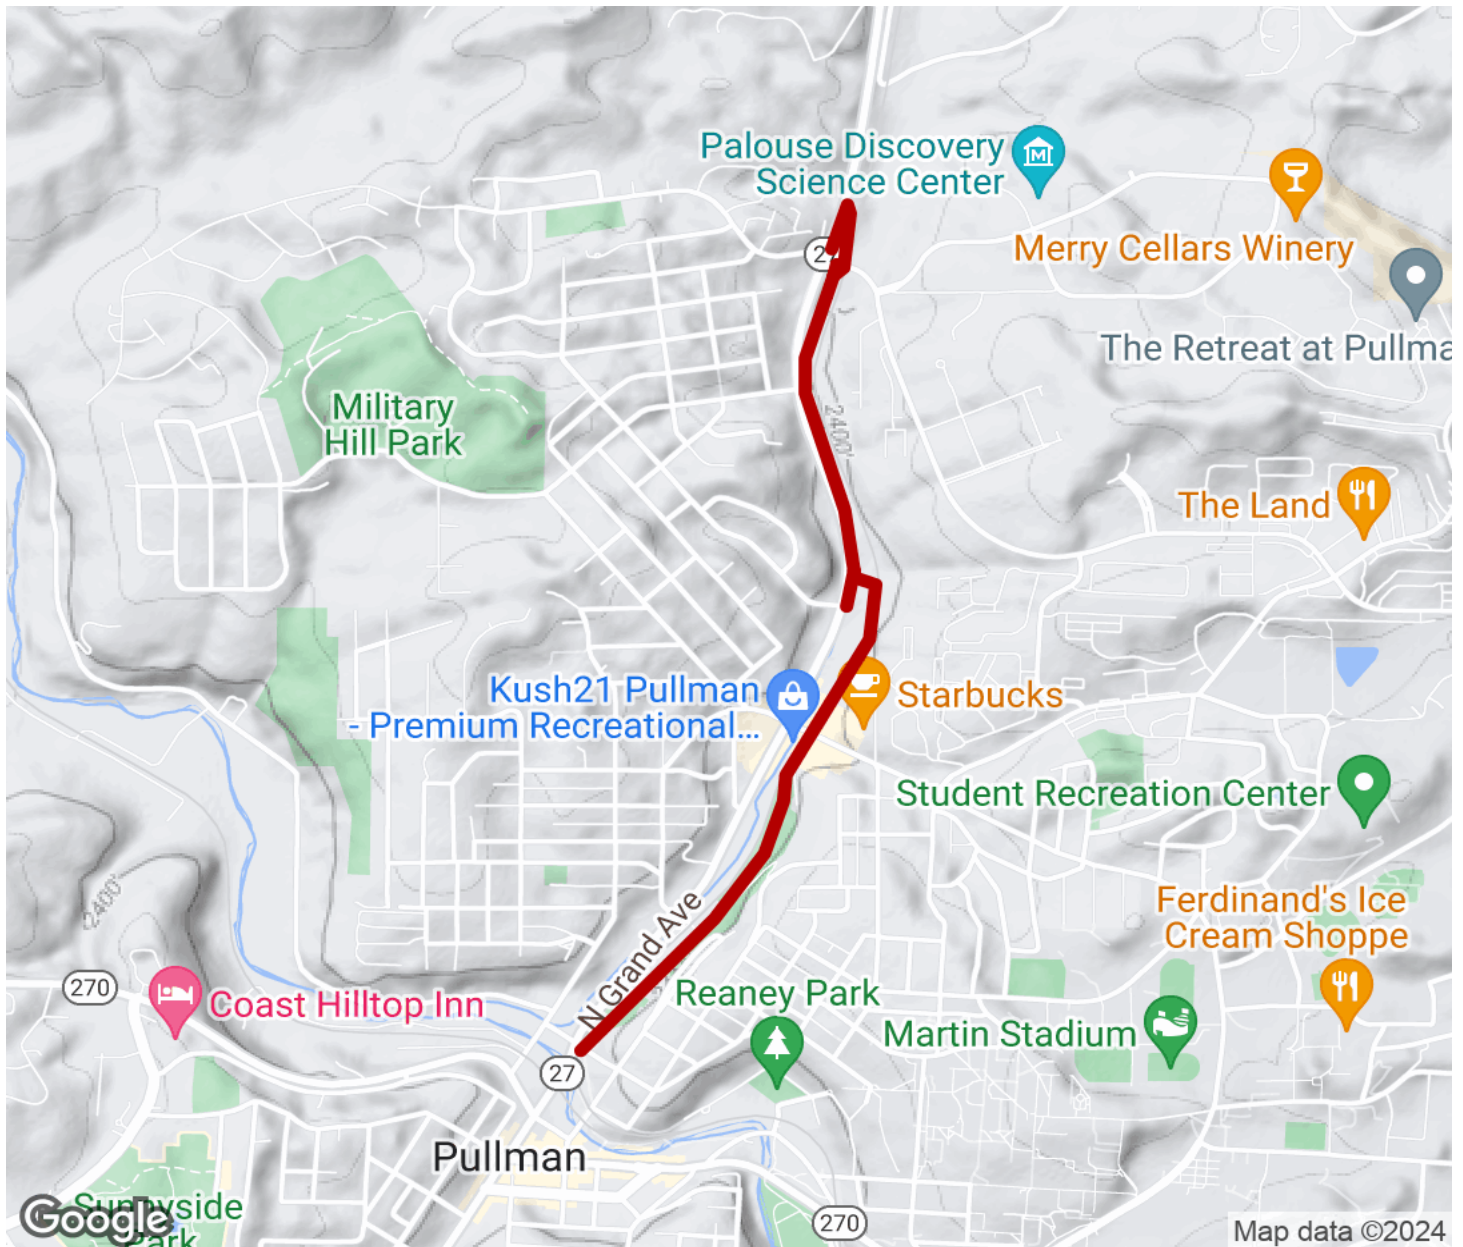 Palouse Discovery
Science Center
Merry Cellars Winery
The Retreat at Pullma
Military
Hill Park
2400'
The Land
Kush21 Pullman
- Premium Recreational...
Starbucks
Student Recreation Center
2400'
N Grand Ave
Ferdinand's Ice
Cream Shoppe
270
Coast Hilltop Inn
Reaney Park
Martin Stadium
27
Pullman
Sunnyside
Park
Google
270
Map data ©2024